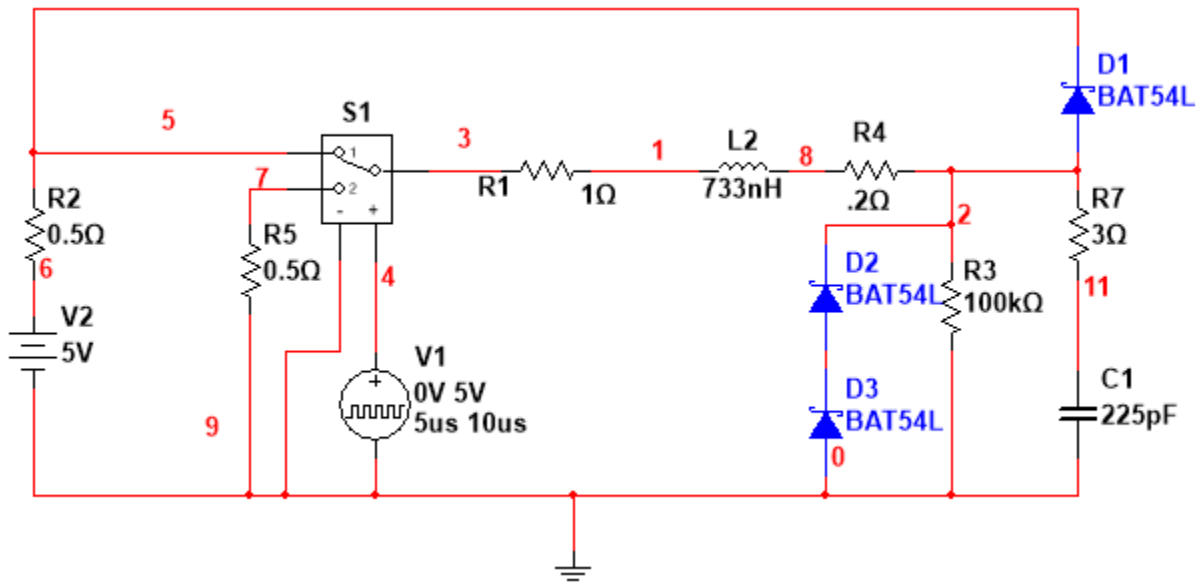 D1
BAT54L
S1
5
3
1
L2
8
R4
1
7
2
R1
1Ω
733nH
.2Ω
R2
0.5Ω
- +
R7
3Ω
2
R5
0.5Ω
6
4
D2
BAT54L
R3
100kΩ
11
V2
5V
V1
0V 5V
5us 10us
D3
BAT54L
C1
225pF
9
0
+